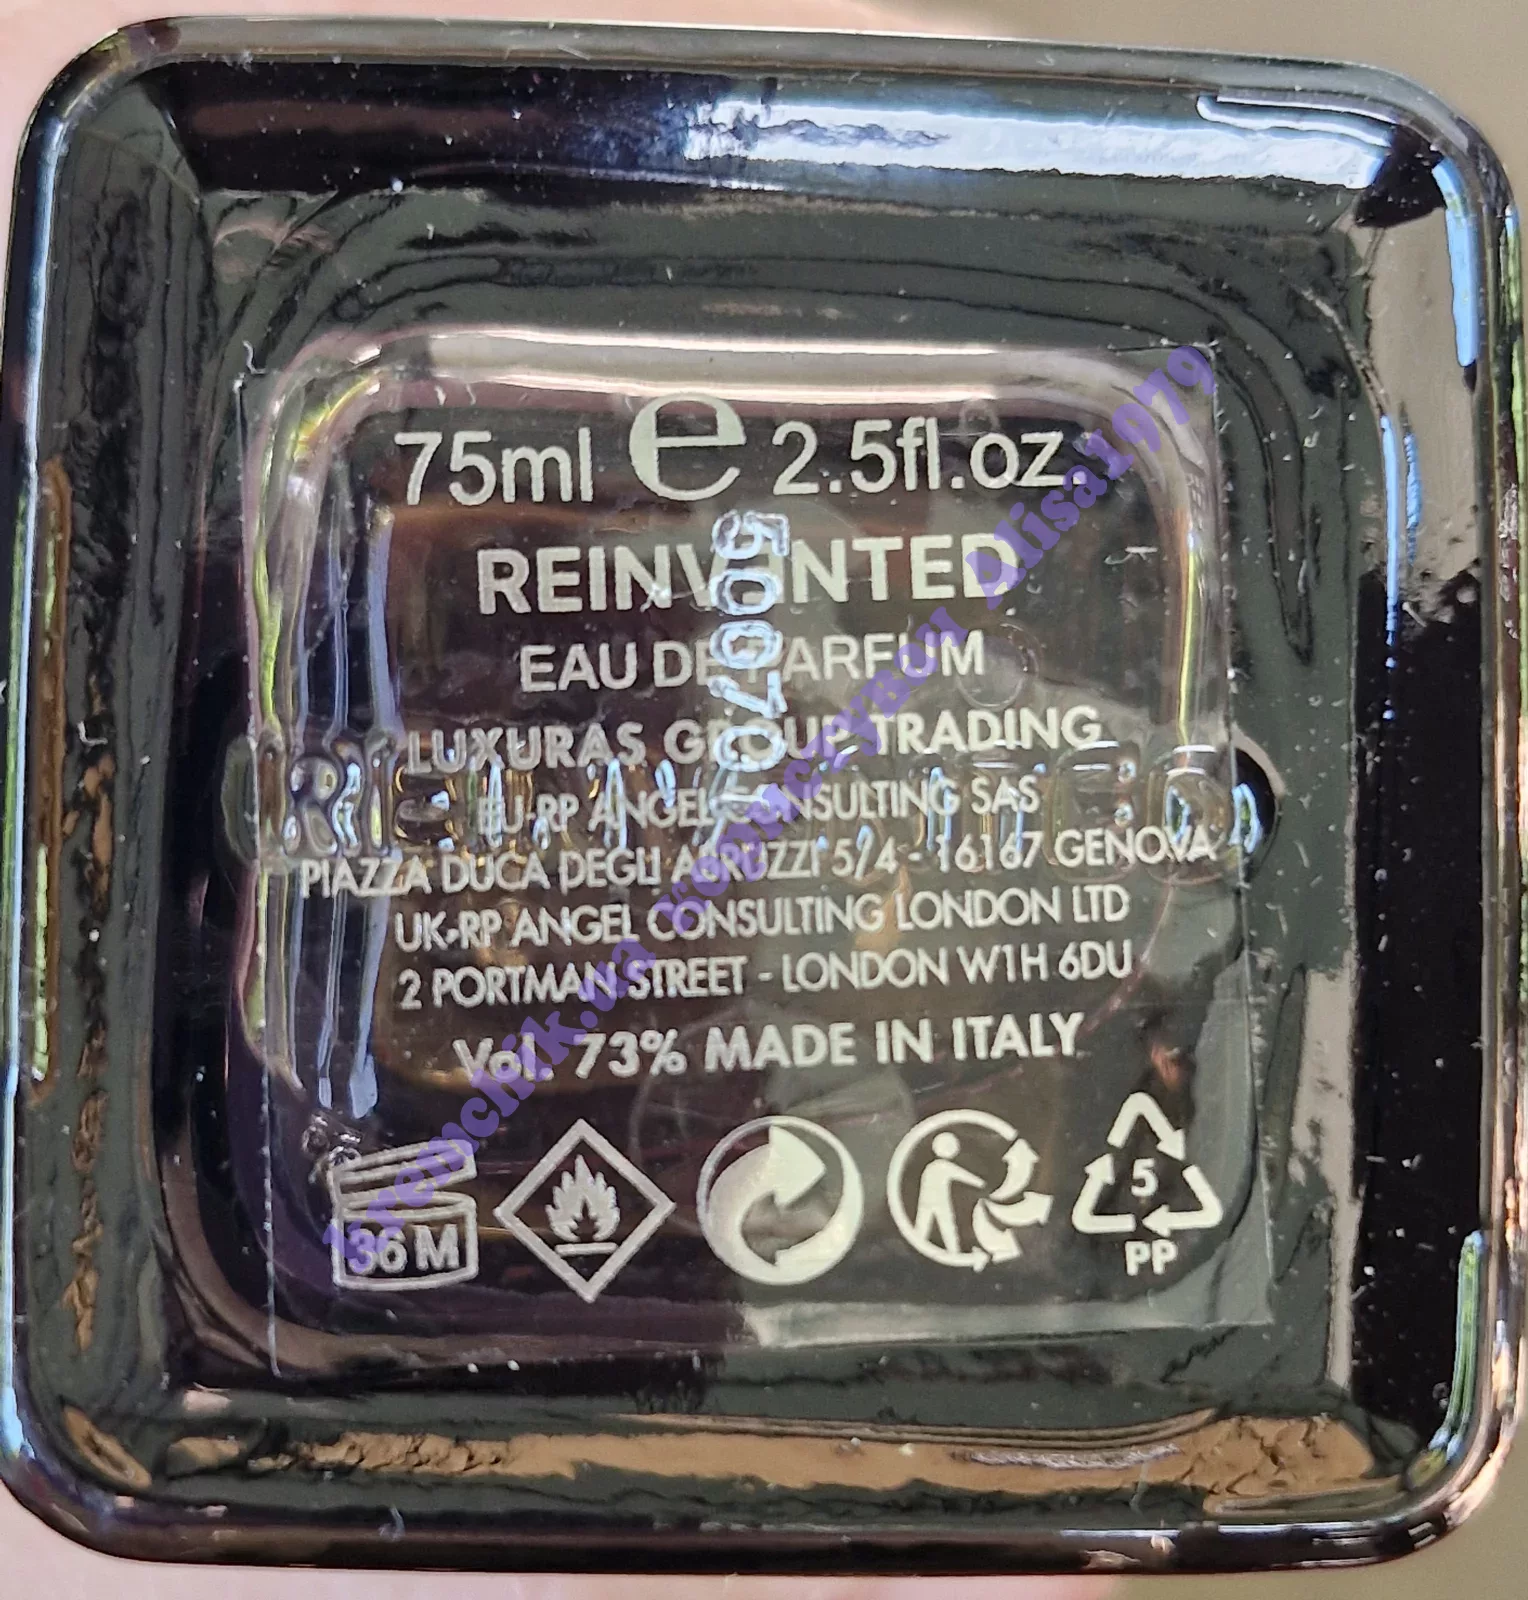 75ml e 2.5fl.oz.
REINVENTED
EAU DE PARFUM
LUXURAS GROUP TRADING
EU-RP ANGEL CONSULTING SAS
PIAZZA DUCA DEGLI ABRUZZI 5/4 - 16167 GENOVA
UK-RP ANGEL CONSULTING LONDON LTD
2 PORTMAN STREET - LONDON W1H 6DU
Vol. 73% MADE IN ITALY
36 M
5
PP